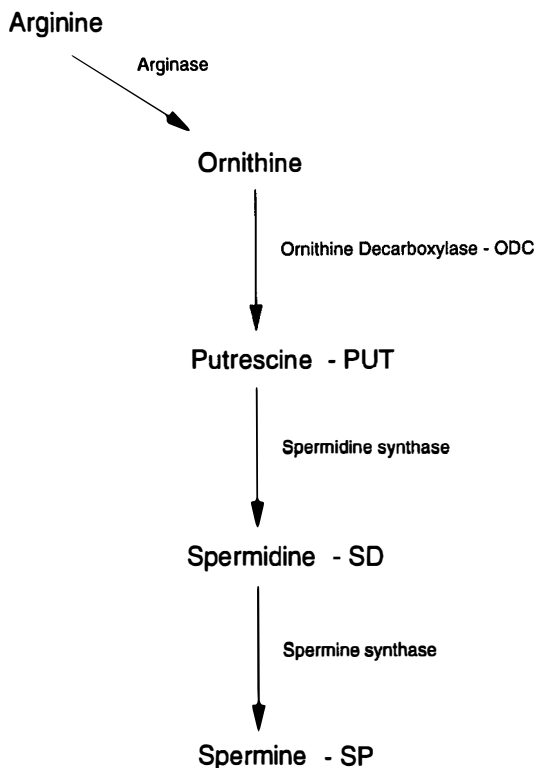 Arginine
Arginase
Ornithine
Ornithine Decarboxylase - ODC
Putrescine - PUT
Spermidine synthase
Spermidine - SD
Spermine synthase
Spermine - SP